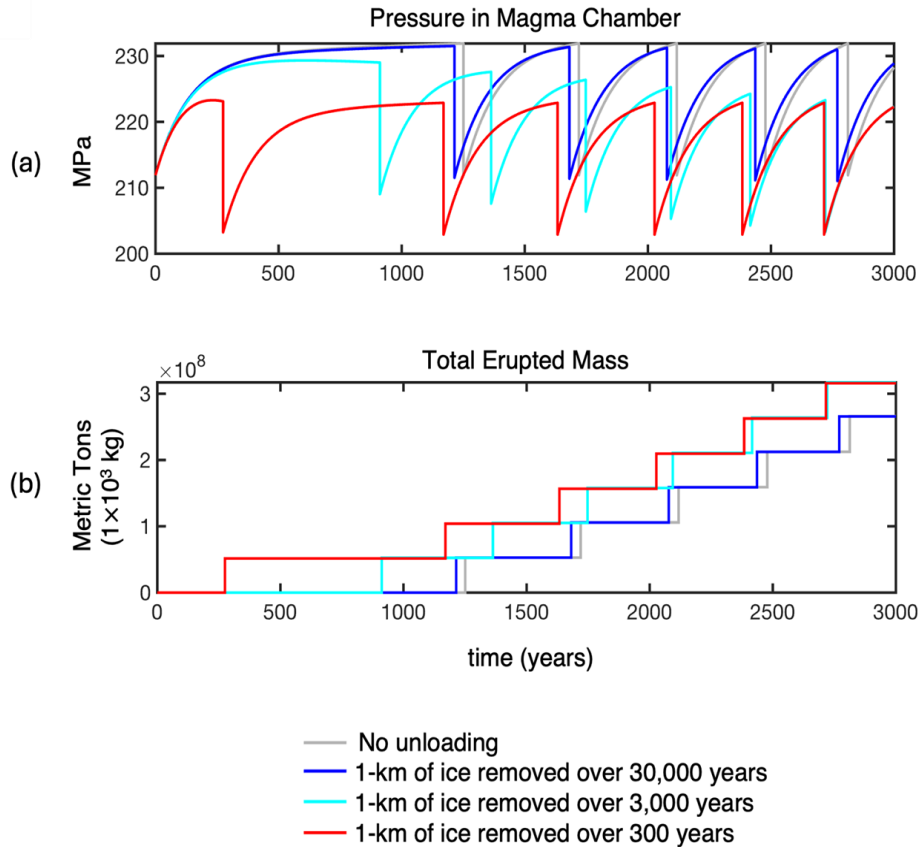 Pressure in Magma Chamber
(a)
MPa
230
220
210
200
0 500 1000 1500 2000 2500 3000
Total Erupted Mass
×10⁸
(b)
Metric Tons
(1×10³ kg)
3
2
1
0
0 500 1000 1500 2000 2500 3000
time (years)
No unloading
1-km of ice removed over 30,000 years
1-km of ice removed over 3,000 years
1-km of ice removed over 300 years